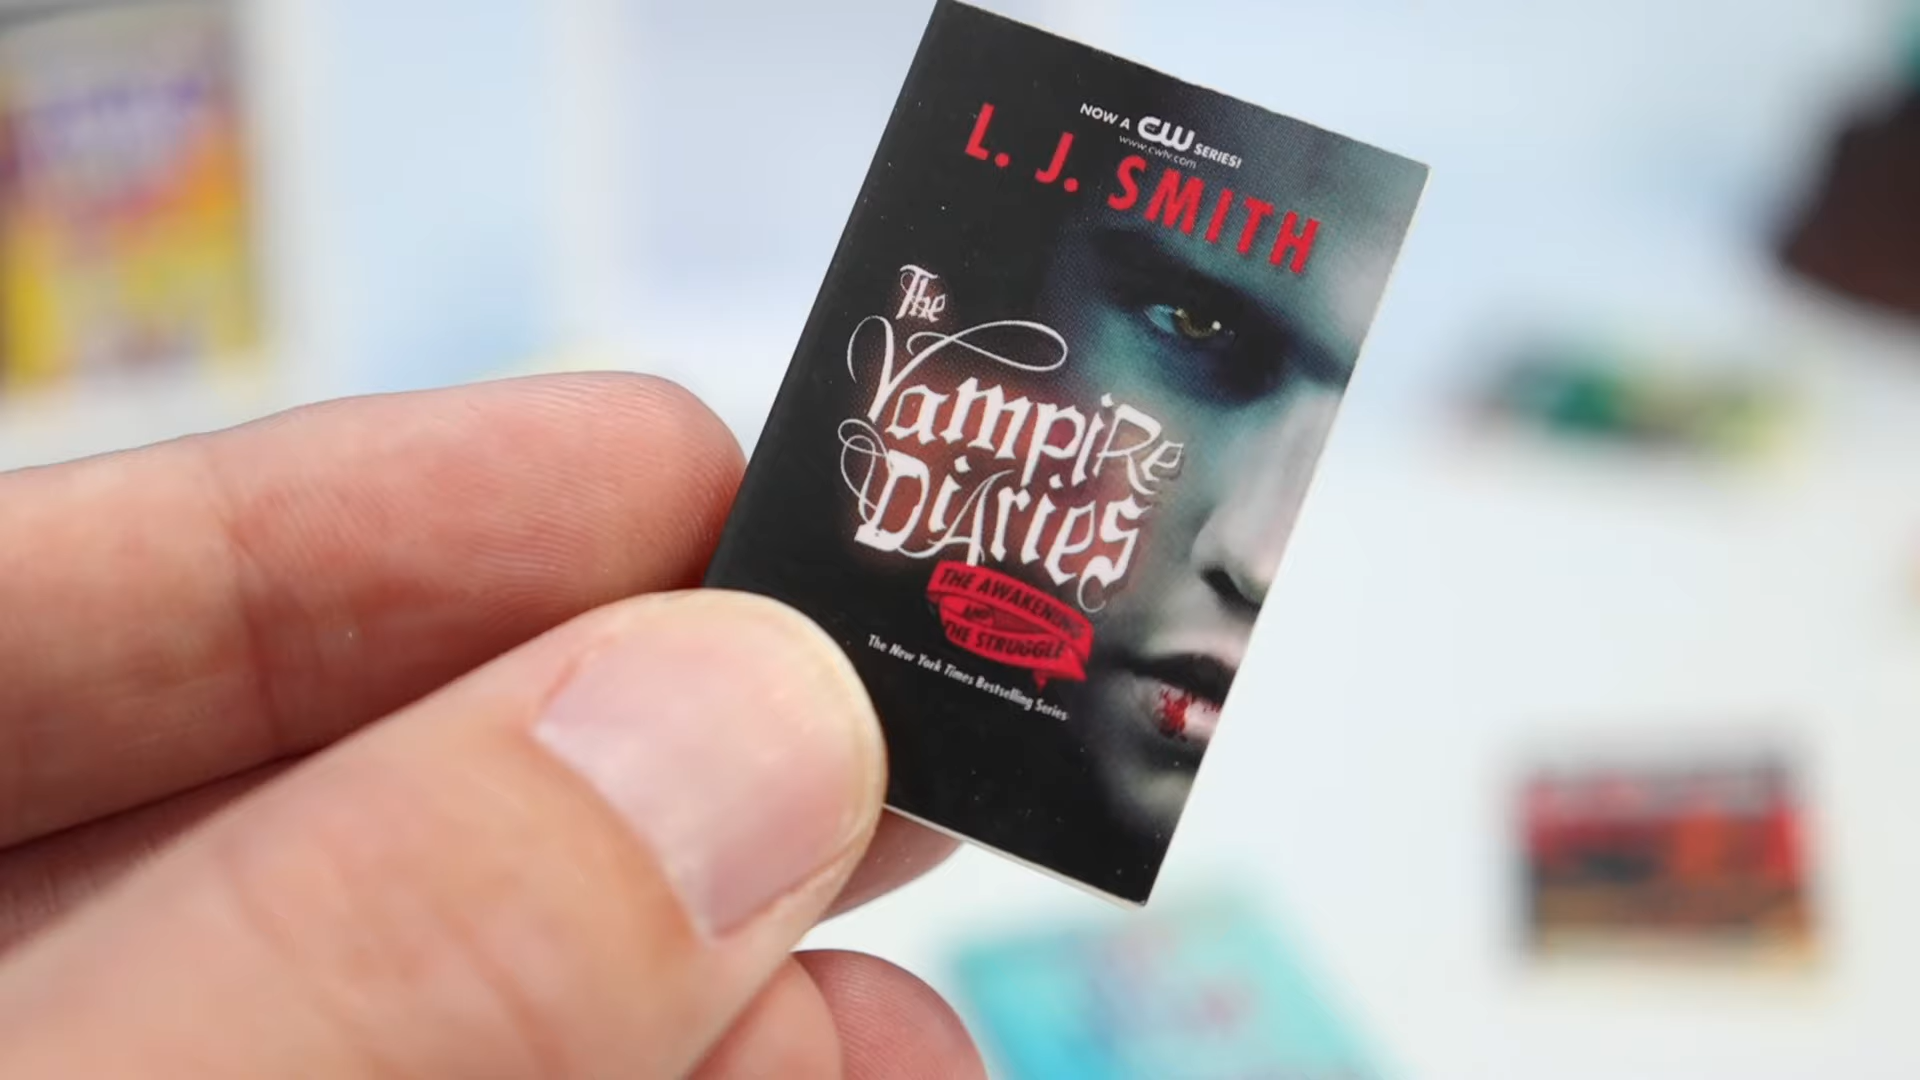 NOW A CW SERIES!
www.cwtv.com
L. J. SMITH
The
Vampire
Diaries
THE AWAKENING
AND
THE STRUGGLE
The New York Times Bestselling Series